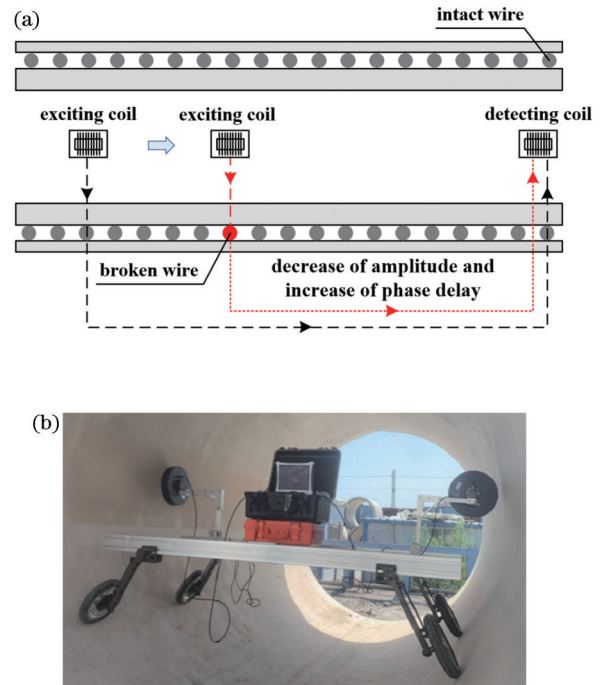 (a)
intact wire
exciting coil
exciting coil
detecting coil
broken wire
decrease of amplitude and
increase of phase delay
(b)